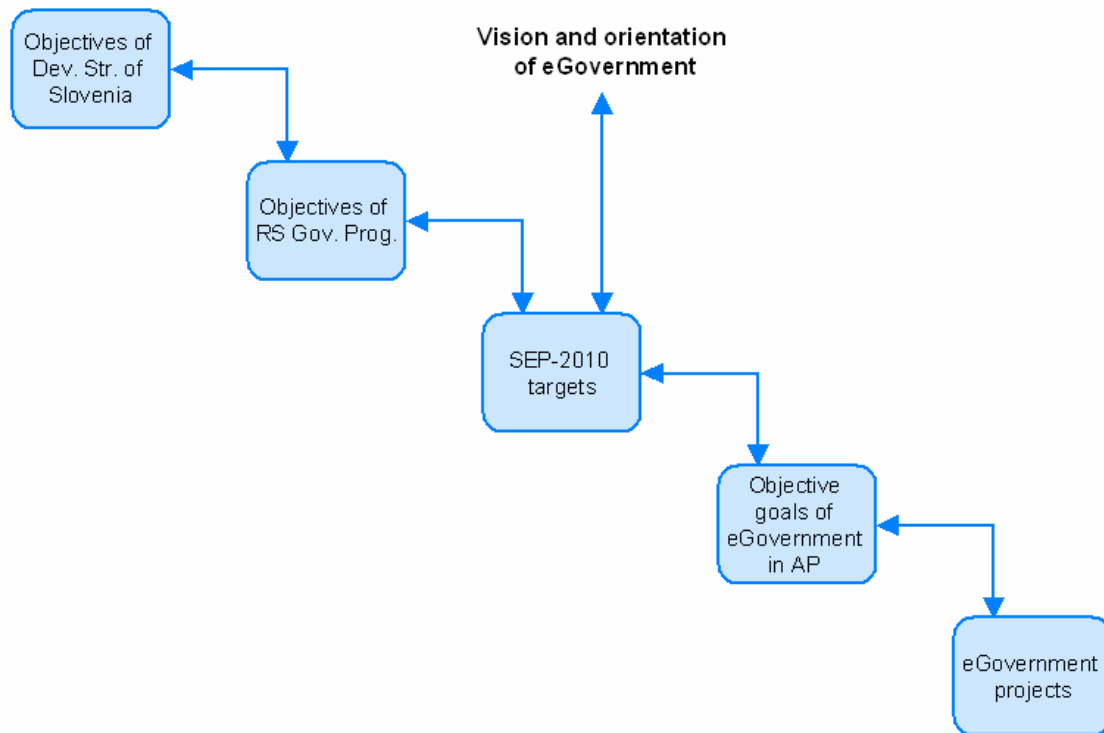 Objectives of
Dev. Str. of
Slovenia
Vision and orientation
of eGovernment
Objectives of
RS Gov. Prog.
SEP-2010
targets
Objective
goals of
eGovernment
in AP
eGovernment
projects